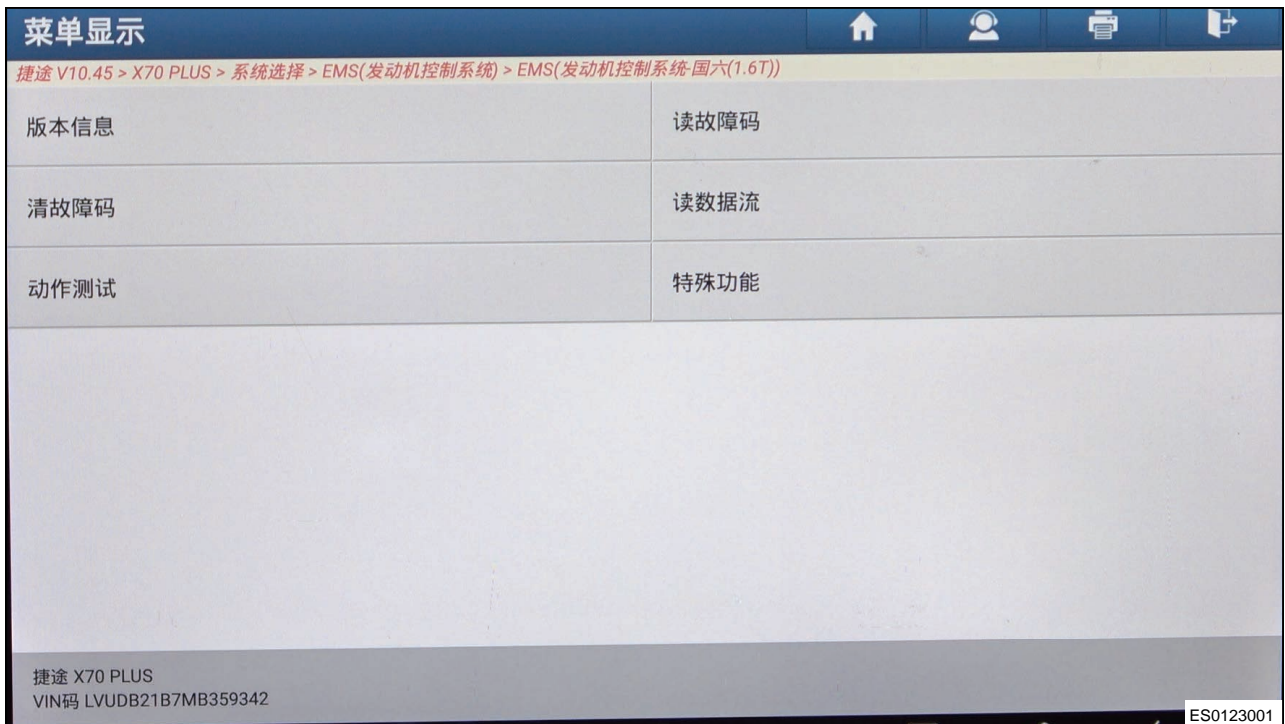 菜单显示
捷途 V10.45 > X70 PLUS > 系统选择 > EMS(发动机控制系统) > EMS(发动机控制系统-国六(1.6T))
版本信息
读故障码
清故障码
读数据流
动作测试
特殊功能
捷途 X70 PLUS
VIN码 LVUDB21B7MB359342
ES0123001